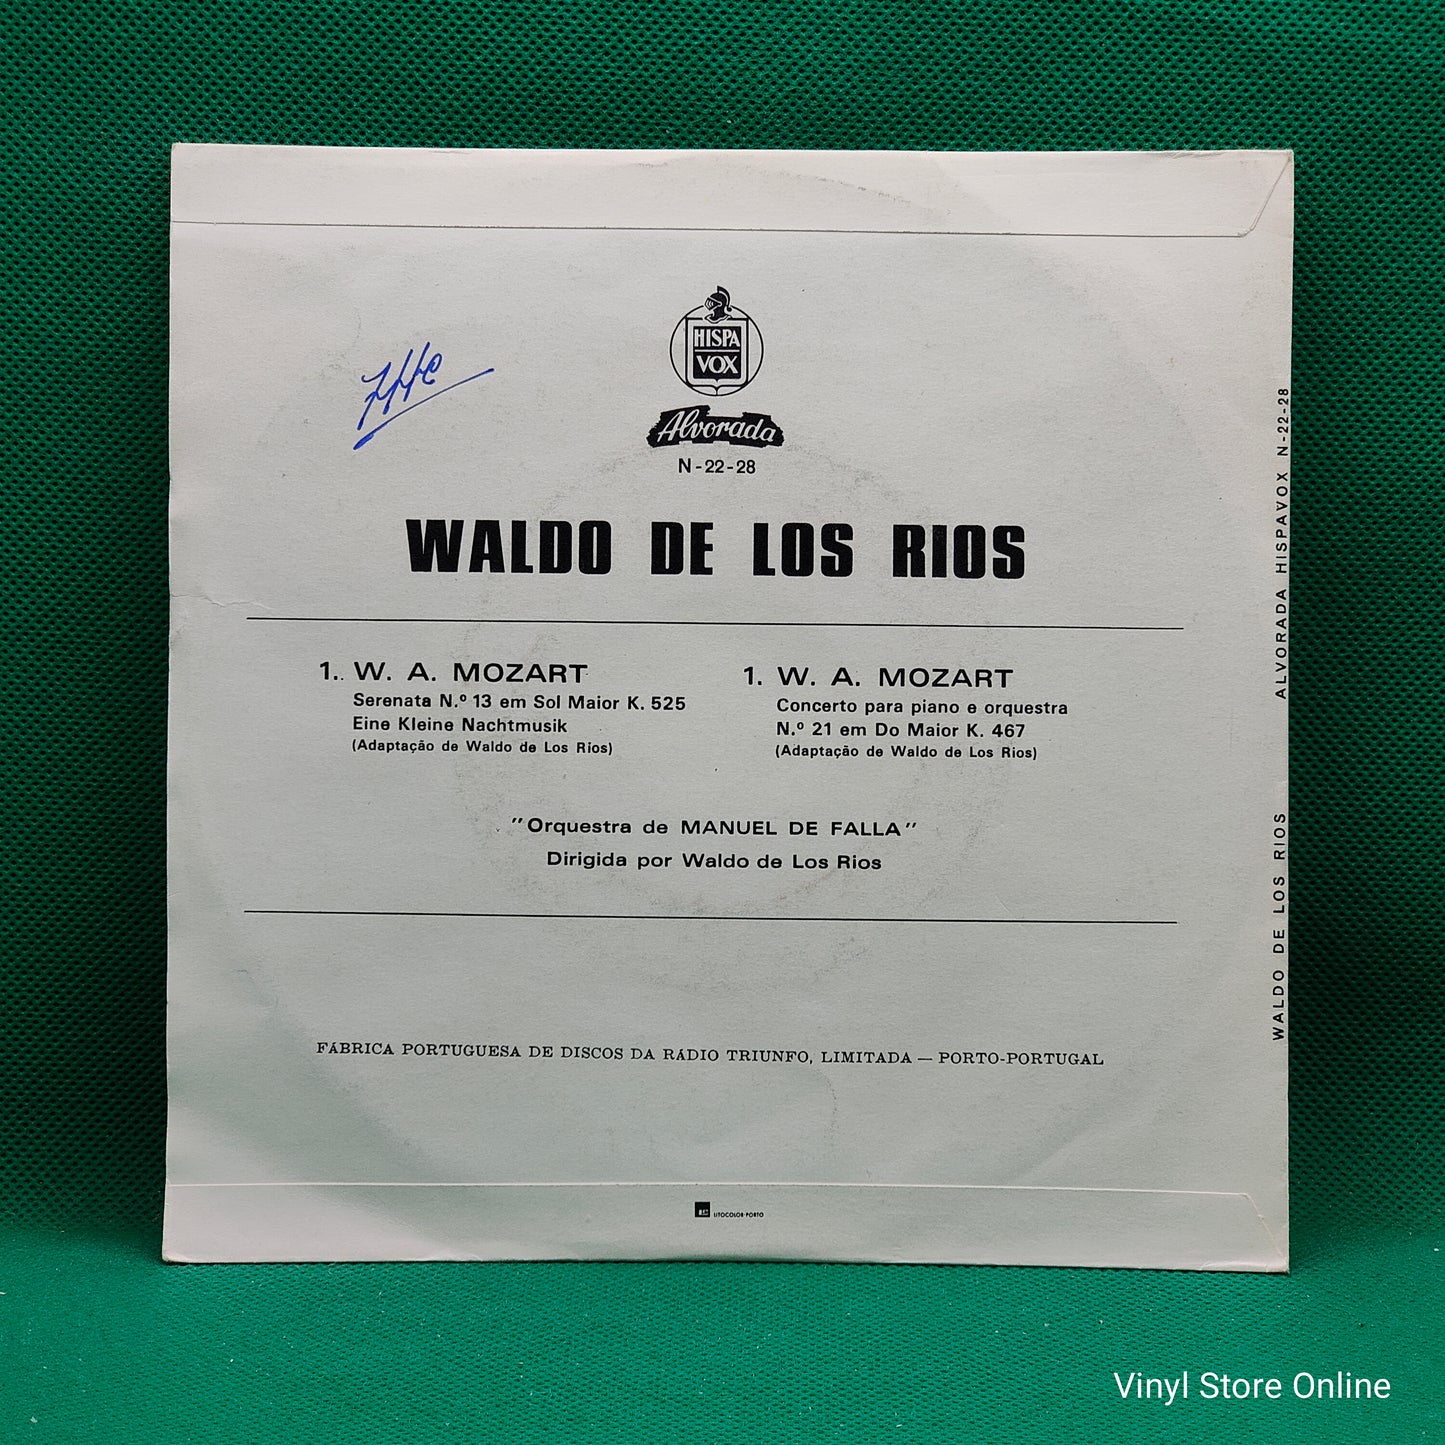 HISPA
VOX
Alvorada
N-22-28
WALDO DE LOS RIOS
1.. W. A. MOZART
Serenata N.º 13 em Sol Maior K. 525
Eine Kleine Nachtmusik
(Adaptação de Waldo de Los Rios)
1. W. A. MOZART
Concerto para piano e orquestra
N.º 21 em Do Maior K. 467
(Adaptação de Waldo de Los Rios)
"Orquestra de MANUEL DE FALLA"
Dirigida por Waldo de Los Rios
FÁBRICA PORTUGUESA DE DISCOS DA RÁDIO TRIUNFO, LIMITADA — PORTO-PORTUGAL
LITOCOLOR-PORTO
WALDO DE LOS RIOS ALVORADA HISPAVOX N-22-28
Vinyl Store Online